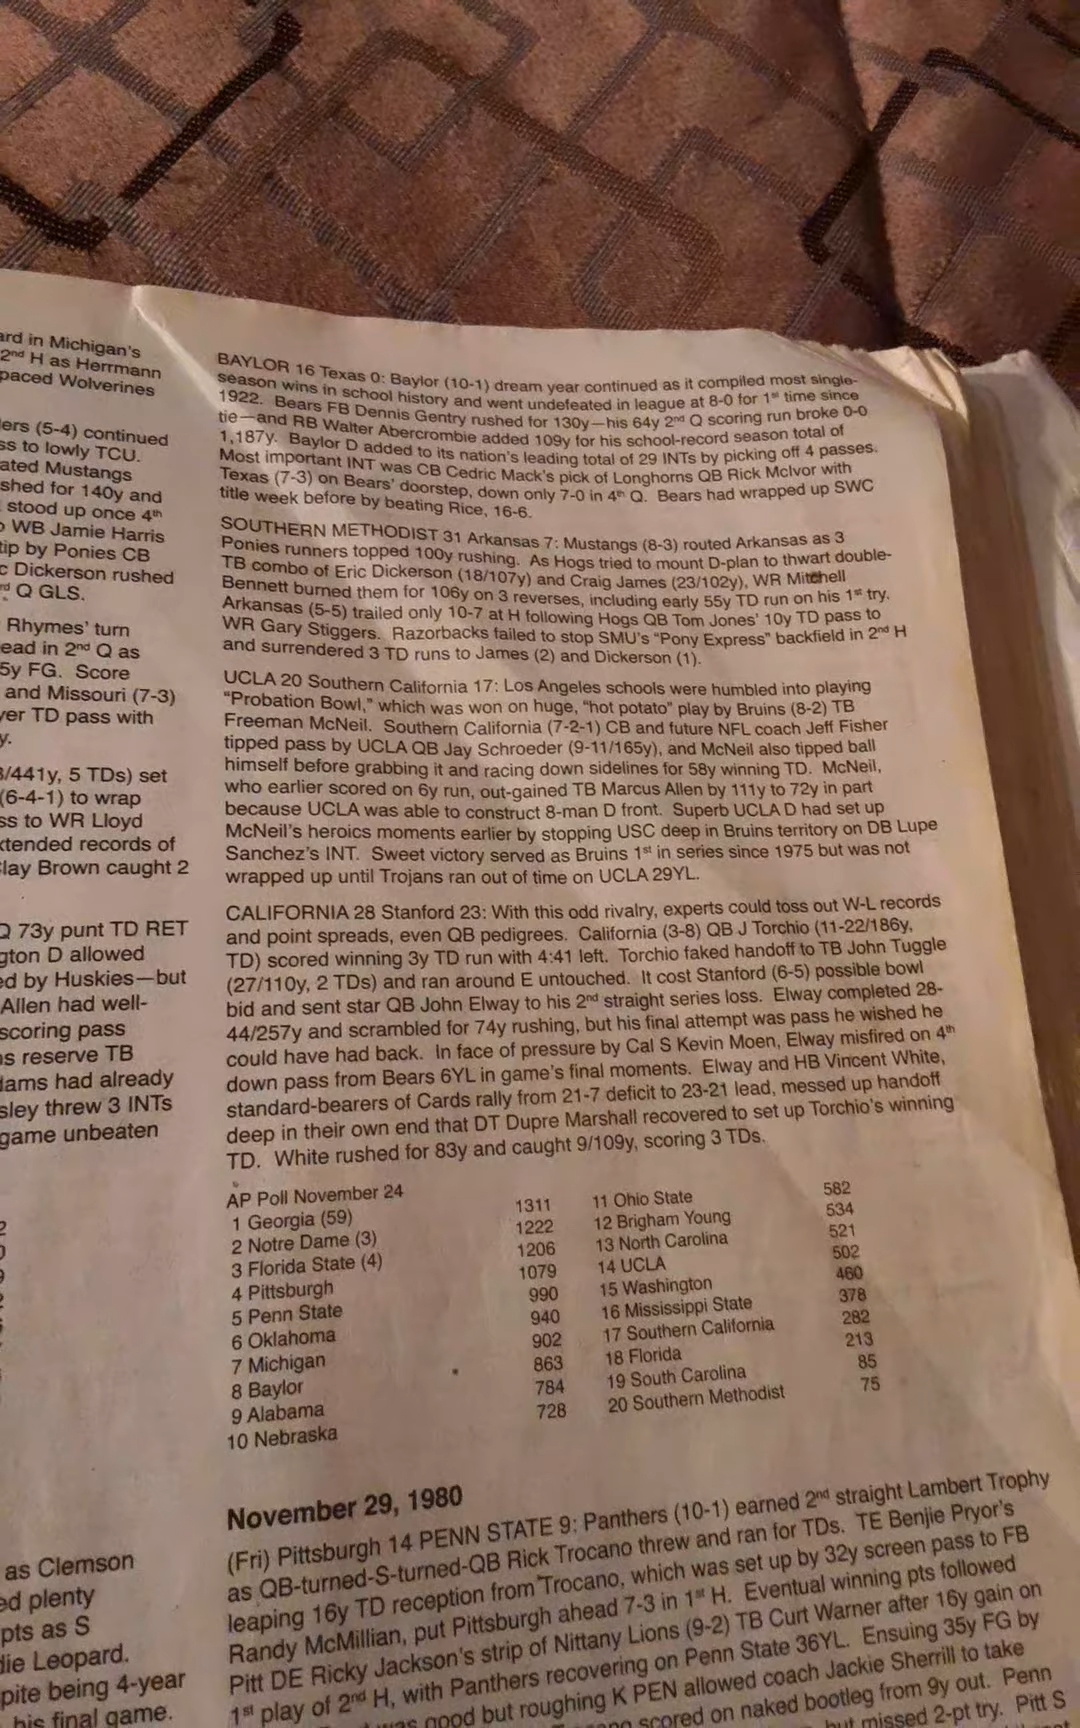 ard in Michigan's
2nd H as Herrmann
paced Wolverines
lers (5-4) continued
ss to lowly TCU.
ated Mustangs
shed for 140y and
stood up once 4th
o WB Jamie Harris
tip by Ponies CB
c Dickerson rushed
rd Q GLS.
Rhymes' turn
ead in 2nd Q as
5y FG. Score
and Missouri (7-3)
yer TD pass with
y.
3/441y, 5 TDs) set
(6-4-1) to wrap
ss to WR Lloyd
xtended records of
Clay Brown caught 2
Q 73y punt TD RET
gton D allowed
ed by Huskies—but
Allen had well-
scoring pass
as reserve TB
dams had already
sley threw 3 INTs
game unbeaten
as Clemson
ed plenty
pts as S
die Leopard.
pite being 4-year
his final game.
BAYLOR 16 Texas 0: Baylor (10-1) dream year continued as it compiled most single-
season wins in school history and went undefeated in league at 8-0 for 1st time since
1922. Bears FB Dennis Gentry rushed for 130y—his 64y 2nd Q scoring run broke 0-0
tie—and RB Walter Abercrombie added 109y for his school-record season total of
1,187y. Baylor D added to its nation's leading total of 29 INTs by picking off 4 passes.
Most important INT was CB Cedric Mack's pick of Longhorns QB Rick McIvor with
Texas (7-3) on Bears' doorstep, down only 7-0 in 4th Q. Bears had wrapped up SWC
title week before by beating Rice, 16-6.
SOUTHERN METHODIST 31 Arkansas 7: Mustangs (8-3) routed Arkansas as 3
Ponies runners topped 100y rushing. As Hogs tried to mount D-plan to thwart double-
TB combo of Eric Dickerson (18/107y) and Craig James (23/102y), WR Mitchell
Bennett burned them for 106y on 3 reverses, including early 55y TD run on his 1st try.
Arkansas (5-5) trailed only 10-7 at H following Hogs QB Tom Jones' 10y TD pass to
WR Gary Stiggers. Razorbacks failed to stop SMU's "Pony Express" backfield in 2nd H
and surrendered 3 TD runs to James (2) and Dickerson (1).
UCLA 20 Southern California 17: Los Angeles schools were humbled into playing
"Probation Bowl," which was won on huge, "hot potato" play by Bruins (8-2) TB
Freeman McNeil. Southern California (7-2-1) CB and future NFL coach Jeff Fisher
tipped pass by UCLA QB Jay Schroeder (9-11/165y), and McNeil also tipped ball
himself before grabbing it and racing down sidelines for 58y winning TD. McNeil,
who earlier scored on 6y run, out-gained TB Marcus Allen by 111y to 72y in part
because UCLA was able to construct 8-man D front. Superb UCLA D had set up
McNeil's heroics moments earlier by stopping USC deep in Bruins territory on DB Lupe
Sanchez's INT. Sweet victory served as Bruins 1st in series since 1975 but was not
wrapped up until Trojans ran out of time on UCLA 29YL.
CALIFORNIA 28 Stanford 23: With this odd rivalry, experts could toss out W-L records
and point spreads, even QB pedigrees. California (3-8) QB J Torchio (11-22/186y,
TD) scored winning 3y TD run with 4:41 left. Torchio faked handoff to TB John Tuggle
(27/110y, 2 TDs) and ran around E untouched. It cost Stanford (6-5) possible bowl
bid and sent star QB John Elway to his 2nd straight series loss. Elway completed 28-
44/257y and scrambled for 74y rushing, but his final attempt was pass he wished he
could have had back. In face of pressure by Cal S Kevin Moen, Elway misfired on 4th
down pass from Bears 6YL in game's final moments. Elway and HB Vincent White,
standard-bearers of Cards rally from 21-7 deficit to 23-21 lead, messed up handoff
deep in their own end that DT Dupre Marshall recovered to set up Torchio's winning
TD. White rushed for 83y and caught 9/109y, scoring 3 TDs.
AP Poll November 24
1 Georgia (59) 1311 11 Ohio State 582
2 Notre Dame (3) 1222 12 Brigham Young 534
3 Florida State (4) 1206 13 North Carolina 521
4 Pittsburgh 1079 14 UCLA 502
5 Penn State 990 15 Washington 460
6 Oklahoma 940 16 Mississippi State 378
7 Michigan 902 17 Southern California 282
8 Baylor 863 18 Florida 213
9 Alabama 784 19 South Carolina 85
10 Nebraska 728 20 Southern Methodist 75
November 29, 1980
(Fri) Pittsburgh 14 PENN STATE 9: Panthers (10-1) earned 2nd straight Lambert Trophy
as QB-turned-S-turned-QB Rick Trocano threw and ran for TDs. TE Benjie Pryor's
leaping 16y TD reception from Trocano, which was set up by 32y screen pass to FB
Randy McMillian, put Pittsburgh ahead 7-3 in 1st H. Eventual winning pts followed
Pitt DE Ricky Jackson's strip of Nittany Lions (9-2) TB Curt Warner after 16y gain on
1st play of 2nd H, with Panthers recovering on Penn State 36YL. Ensuing 35y FG by
was good but roughing K PEN allowed coach Jackie Sherrill to take
scored on naked bootleg from 9y out. Penn
but missed 2-pt try. Pitt S